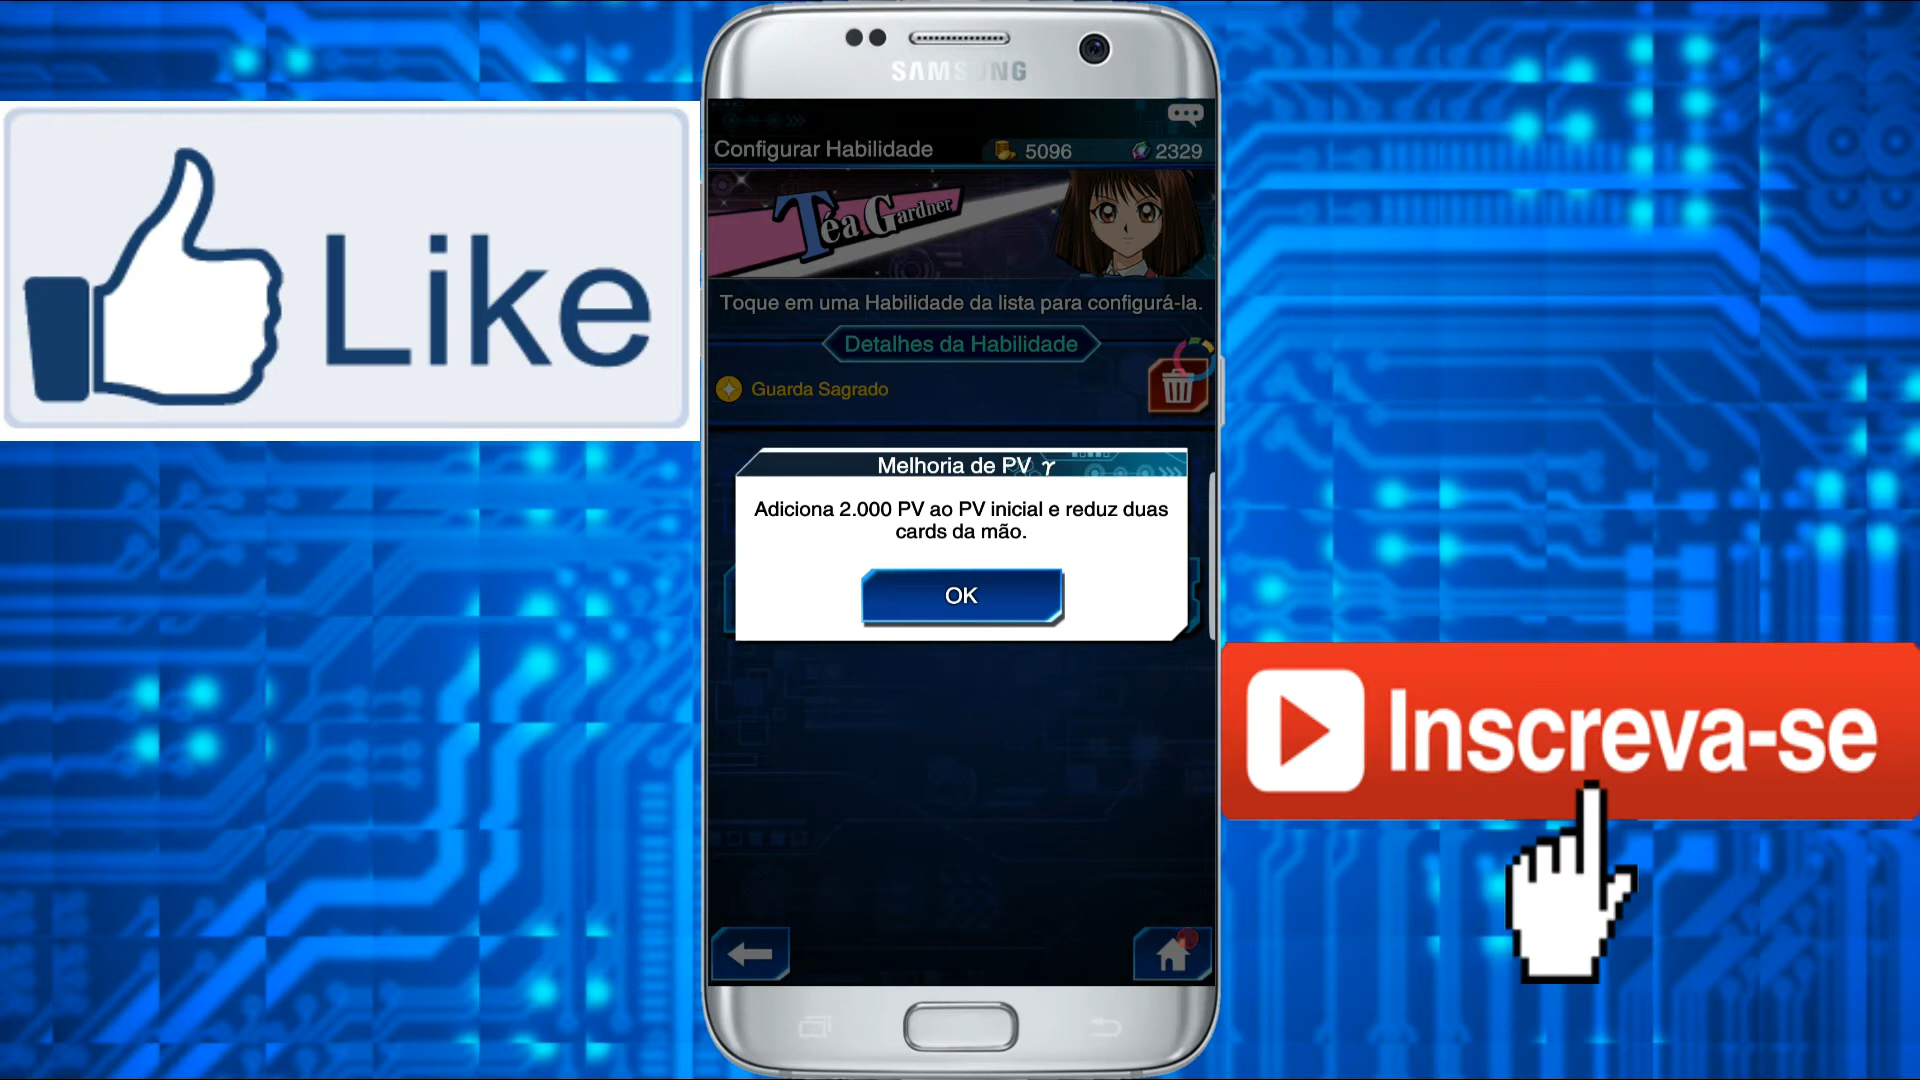 SAMSUNG
Configurar Habilidade
5096
2329
Téa Gardner
Like
Toque em uma Habilidade da lista para configurá-la.
Detalhes da Habilidade
Guarda Sagrado
Melhoria de PV γ
Adiciona 2.000 PV ao PV inicial e reduz duas
cards da mão.
OK
Inscreva-se